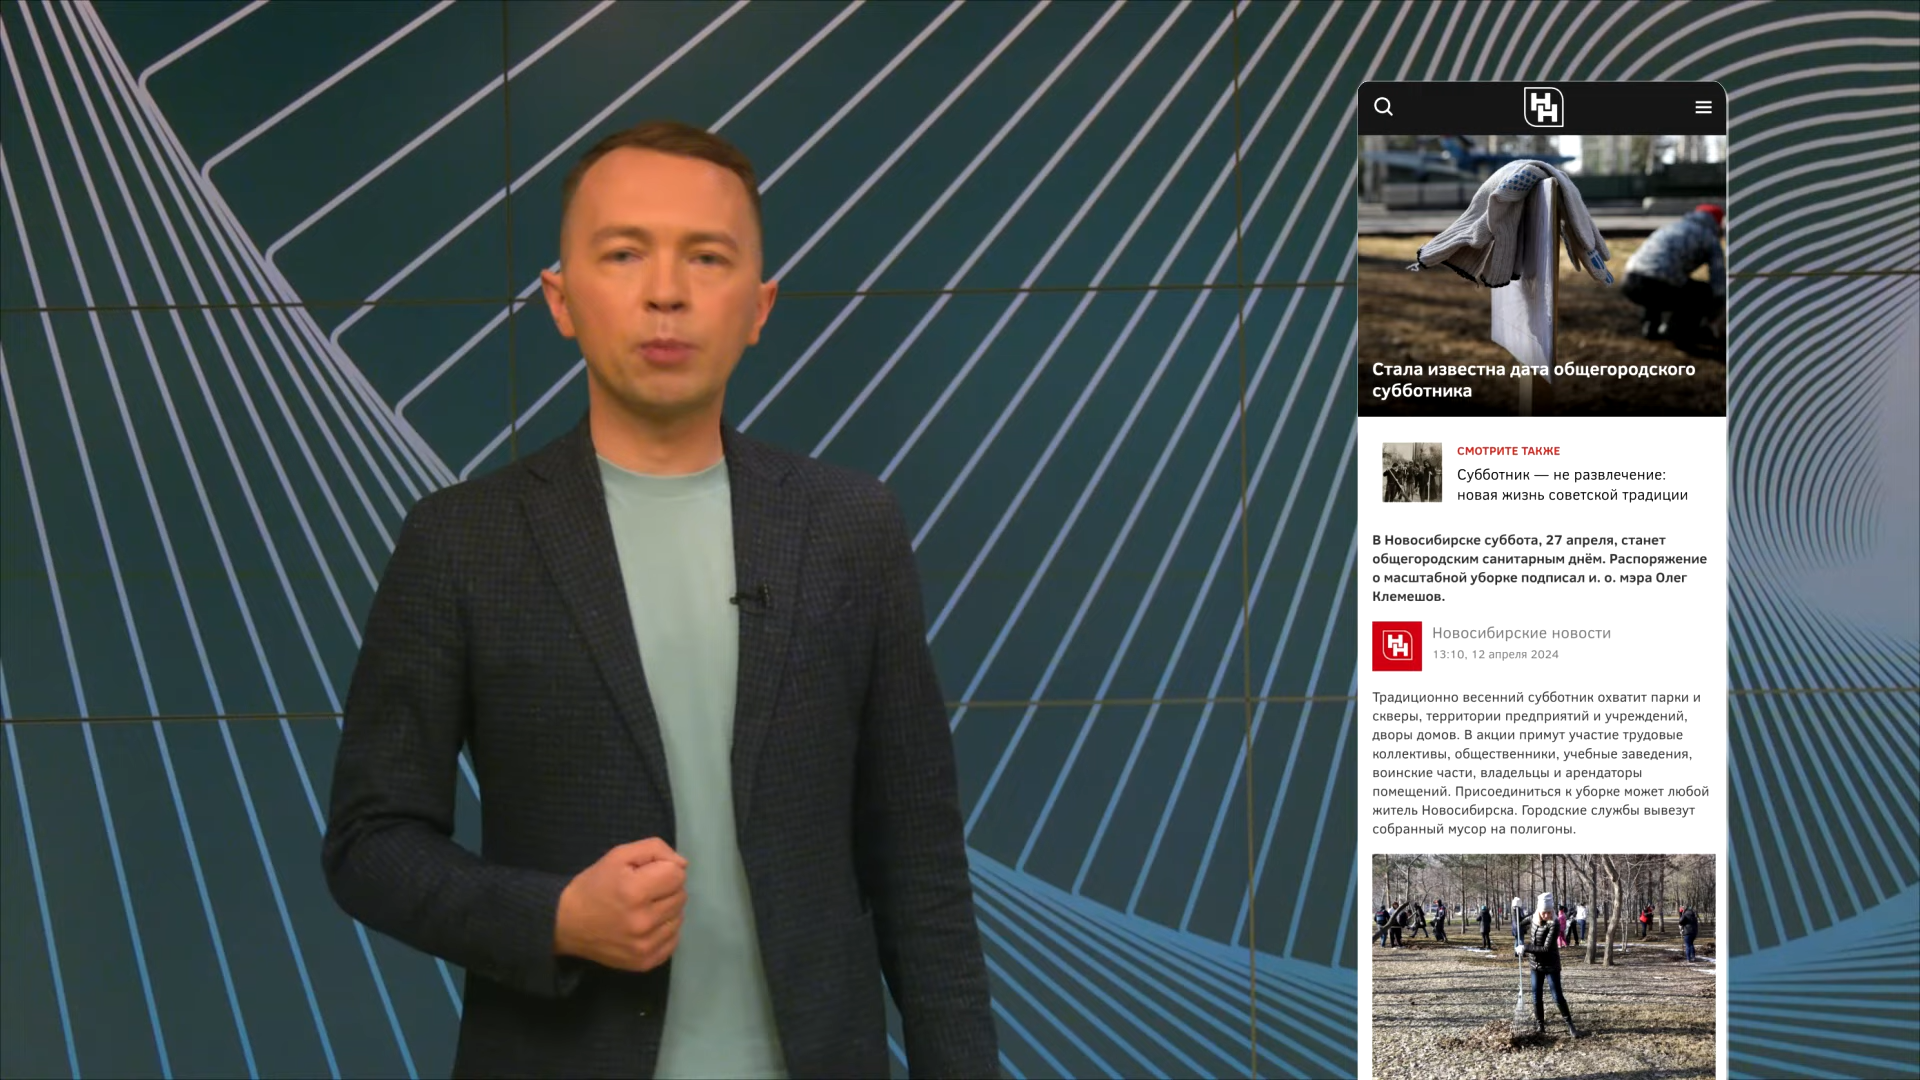 НН
Стала известна дата общегородского
субботника
СМОТРИТЕ ТАКЖЕ
Субботник — не развлечение:
новая жизнь советской традиции
В Новосибирске суббота, 27 апреля, станет
общегородским санитарным днём. Распоряжение
о масштабной уборке подписал и. о. мэра Олег
Клемешов.
НН
Новосибирские новости
13:10, 12 апреля 2024
Традиционно весенний субботник охватит парки и
скверы, территории предприятий и учреждений,
дворы домов. В акции примут участие трудовые
коллективы, общественники, учебные заведения,
воинские части, владельцы и арендаторы
помещений. Присоединиться к уборке может любой
житель Новосибирска. Городские службы вывезут
собранный мусор на полигоны.